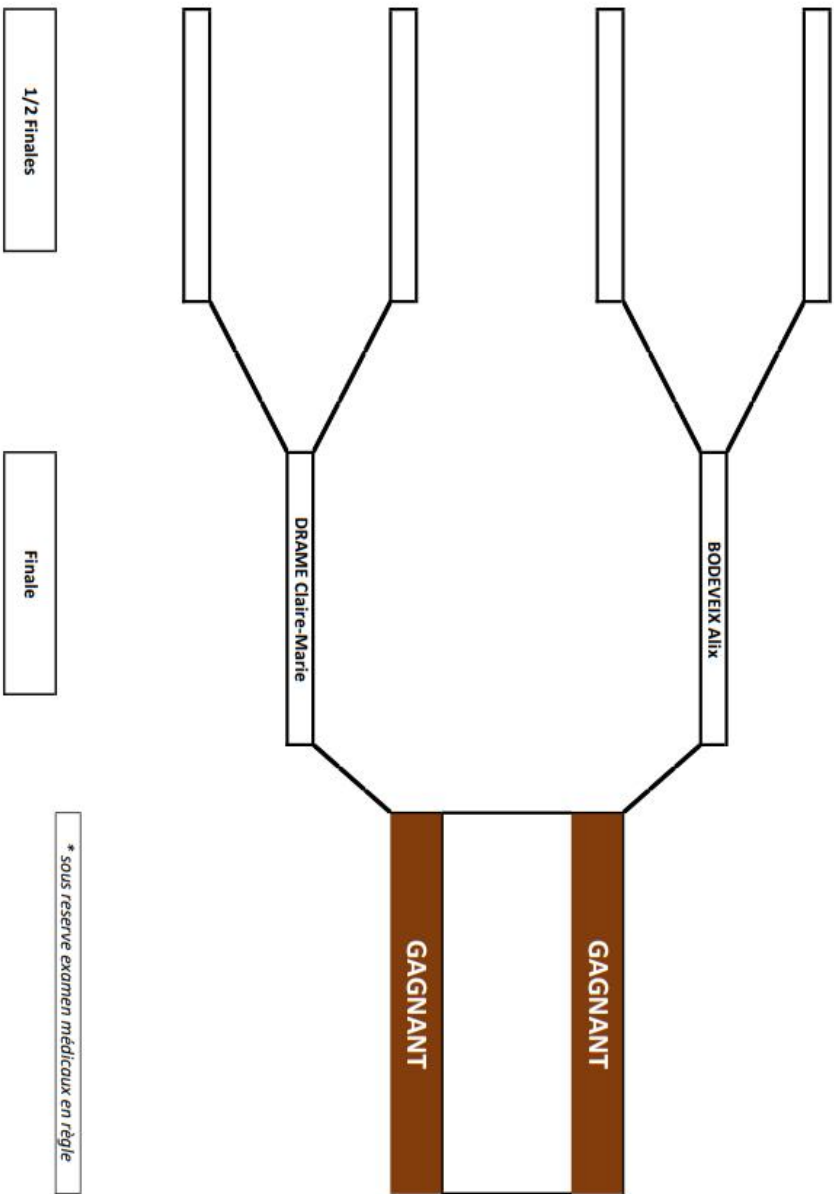 BODEVEIX Alix
DRAME Claire-Marie
GAGNANT
GAGNANT
1/2 Finales
Finale
* sous reserve examen médicaux en règle